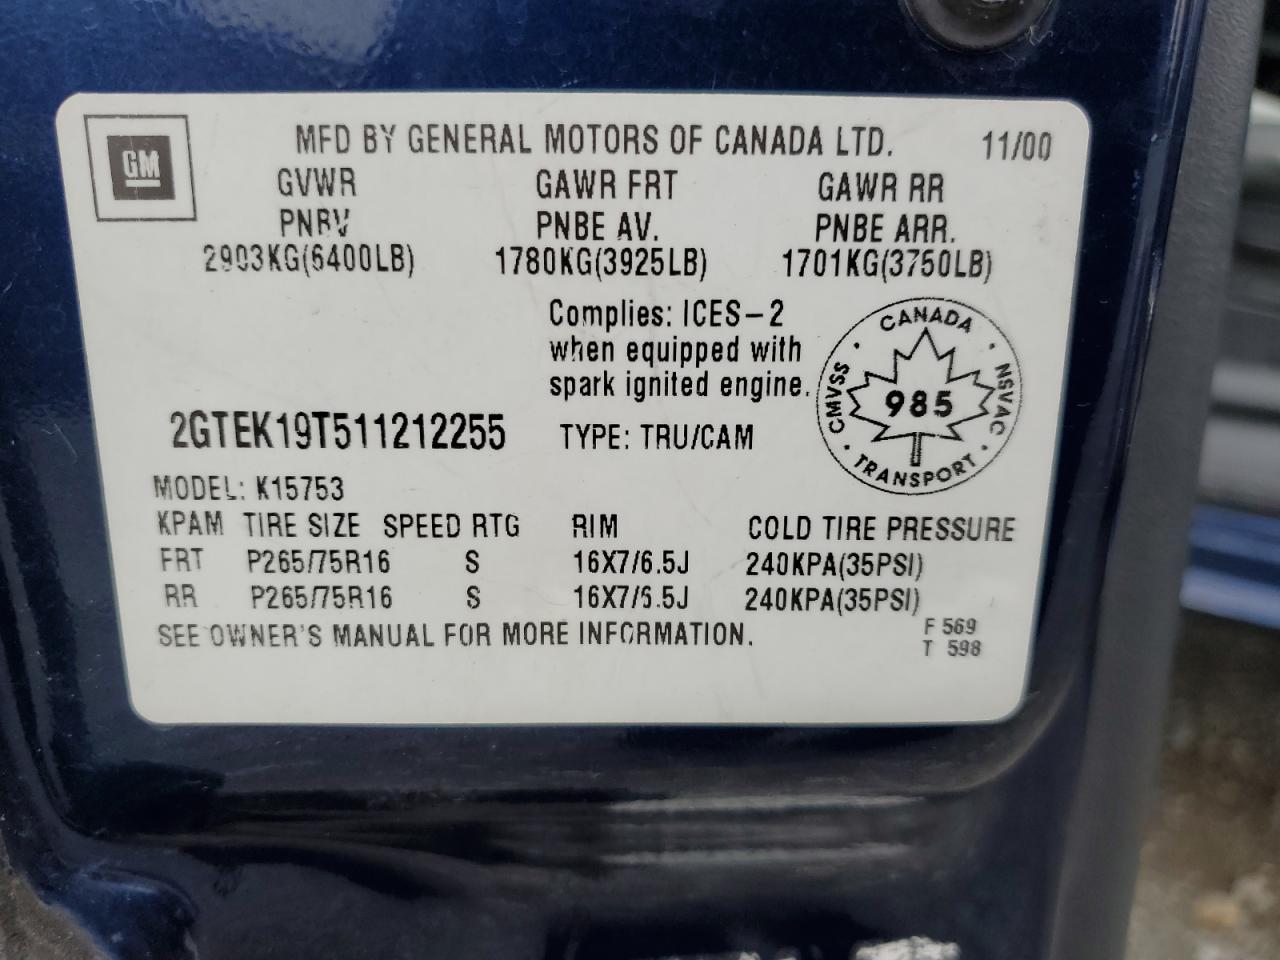 GM
MFD BY GENERAL MOTORS OF CANADA LTD. 11/00
GVWR GAWR FRT GAWR RR
PNBV PNBE AV. PNBE ARR.
2903KG(6400LB) 1780KG(3925LB) 1701KG(3750LB)
Complies: ICES-2
when equipped with
spark ignited engine.
CANADA · NSVAC · TRANSPORT · CMVSS ·
985
2GTEK19T511212255 TYPE: TRU/CAM
MODEL: K15753
KPAM TIRE SIZE SPEED RTG RIM COLD TIRE PRESSURE
FRT P265/75R16 S 16X7/6.5J 240KPA(35PSI)
RR P265/75R16 S 16X7/6.5J 240KPA(35PSI)
SEE OWNER'S MANUAL FOR MORE INFORMATION.
F 569
T 598